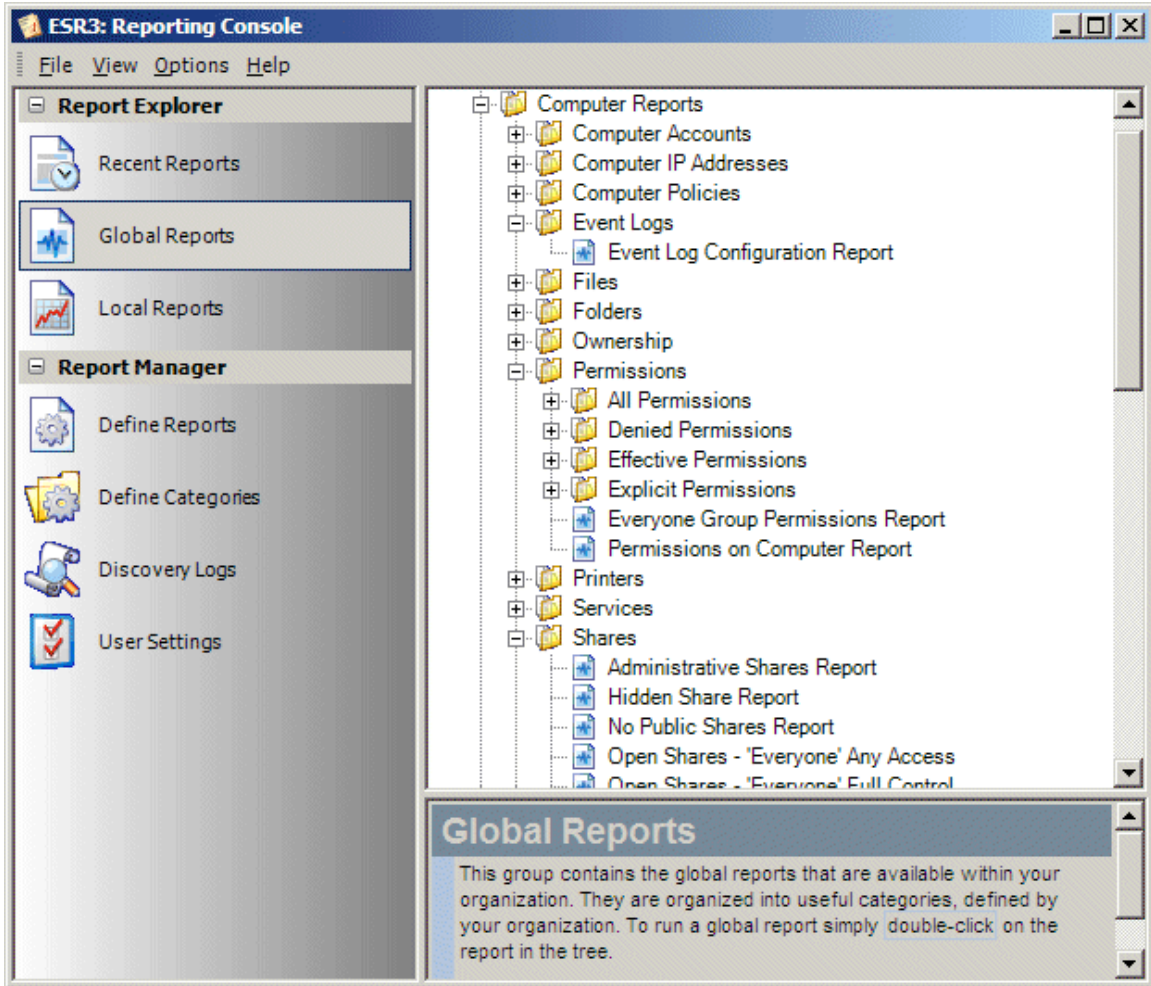 ESR3: Reporting Console
File View Options Help
Report Explorer
Recent Reports
Global Reports
Local Reports
Report Manager
Define Reports
Define Categories
Discovery Logs
User Settings
Computer Reports
Computer Accounts
Computer IP Addresses
Computer Policies
Event Logs
Event Log Configuration Report
Files
Folders
Ownership
Permissions
All Permissions
Denied Permissions
Effective Permissions
Explicit Permissions
Everyone Group Permissions Report
Permissions on Computer Report
Printers
Services
Shares
Administrative Shares Report
Hidden Share Report
No Public Shares Report
Open Shares - 'Everyone' Any Access
Open Shares - 'Everyone' Full Control
Global Reports
This group contains the global reports that are available within your
organization. They are organized into useful categories, defined by
your organization. To run a global report simply double-click on the
report in the tree.